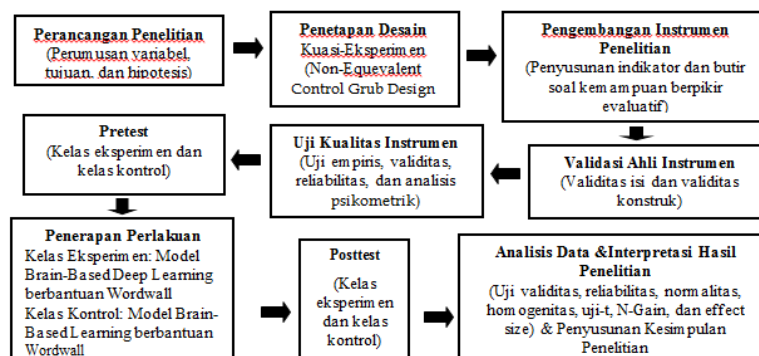 Perancangan Penelitian
(Perumusan variabel,
tujuan, dan hipotesis)
Penetapan Desain
Kuasi-Eksperimen
(Non-Equevalent
Control Grub Design
Pengembangan Instrumen
Penelitian
(Penyusunan indikator dan butir
soal kemampuan berpikir
evaluatif)
Validasi Ahli Instrumen
(Validitas isi dan validitas
konstruk)
Uji Kualitas Instrumen
(Uji empiris, validitas,
reliabilitas, dan analisis
psikometrik)
Pretest
(Kelas eksperimen dan
kelas kontrol)
Penerapan Perlakuan
Kelas Eksperimen: Model
Brain-Based Deep Learning
berbantuan Wordwall
Kelas Kontrol: Model Brain-
Based Learning berbantuan
Wordwall
Posttest
(Kelas
eksperimen
dan kelas
kontrol)
Analisis Data &Interpretasi Hasil
Penelitian
(Uji validitas, reliabilitas, normalitas,
homogenitas, uji-t, N-Gain, dan effect
size) & Penyusunan Kesimpulan
Penelitian